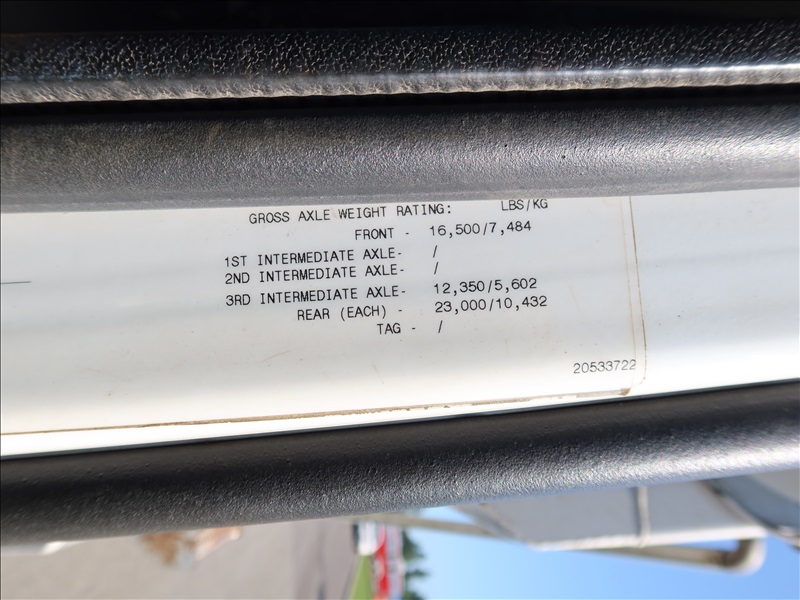 GROSS AXLE WEIGHT RATING: LBS/KG
FRONT - 16,500/7,484
1ST INTERMEDIATE AXLE- /
2ND INTERMEDIATE AXLE- /
3RD INTERMEDIATE AXLE- 12,350/5,602
REAR (EACH) - 23,000/10,432
TAG - /
20533722